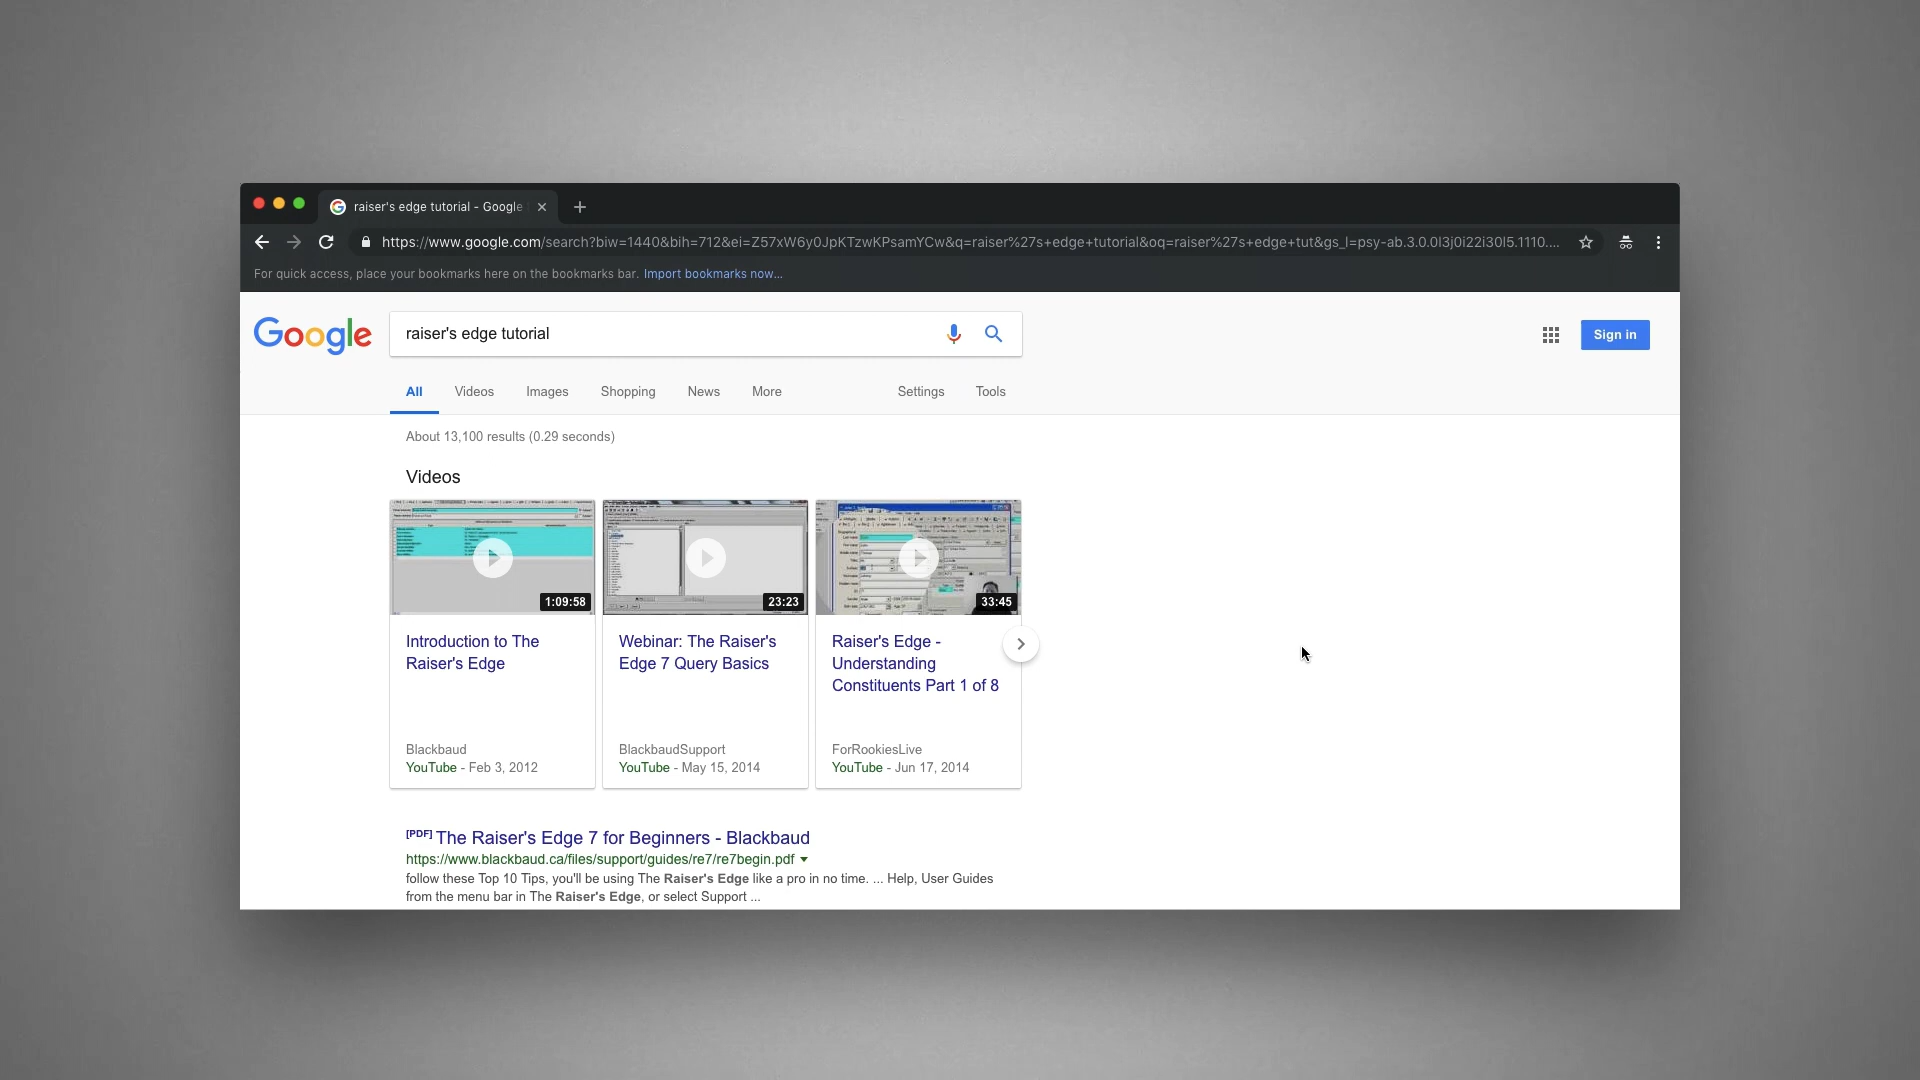 raiser's edge tutorial - Google
https://www.google.com/search?biw=1440&bih=712&ei=Z57xW6y0JpKTzwKPsamYCw&q=raiser%27s+edge+tutorial&oq=raiser%27s+edge+tut&gs_l=psy-ab.3.0.0l3j0i22i30l5.1110....
For quick access, place your bookmarks here on the bookmarks bar. Import bookmarks now...
Google
raiser's edge tutorial
Sign in
All Videos Images Shopping News More Settings Tools
About 13,100 results (0.29 seconds)
Videos
1:09:58
23:23
33:45
Introduction to The
Raiser's Edge
Blackbaud
YouTube - Feb 3, 2012
Webinar: The Raiser's
Edge 7 Query Basics
BlackbaudSupport
YouTube - May 15, 2014
Raiser's Edge -
Understanding
Constituents Part 1 of 8
ForRookiesLive
YouTube - Jun 17, 2014
[PDF] The Raiser's Edge 7 for Beginners - Blackbaud
https://www.blackbaud.ca/files/support/guides/re7/re7begin.pdf
follow these Top 10 Tips, you'll be using The Raiser's Edge like a pro in no time. ... Help, User Guides
from the menu bar in The Raiser's Edge, or select Support ...